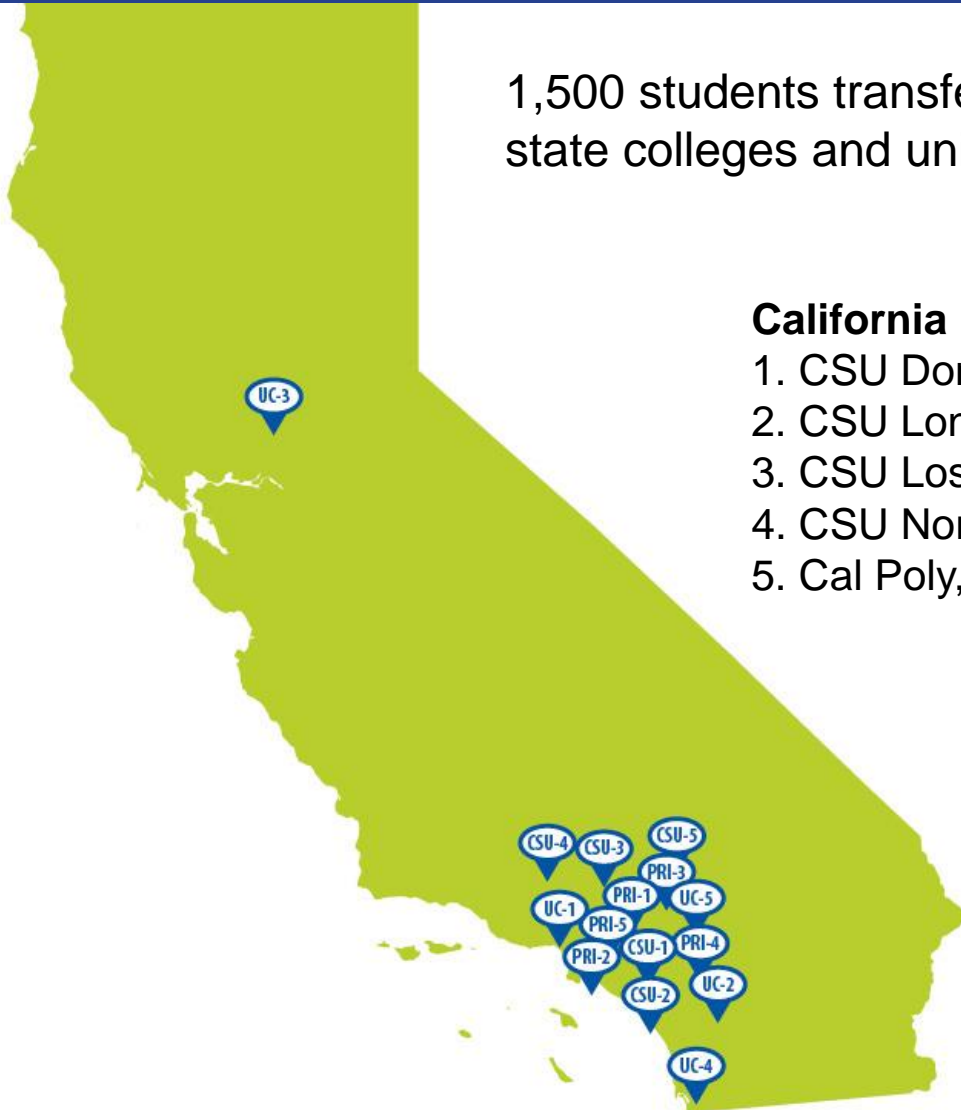 1,500 students transfe
state colleges and un
California
1. CSU Dor
2. CSU Lon
3. CSU Los
4. CSU Nor
5. Cal Poly,
UC-3
CSU-4
CSU-3
CSU-5
PRI-3
PRI-1
UC-5
UC-1
PRI-5
PRI-2
CSU-1
PRI-4
UC-2
CSU-2
UC-4